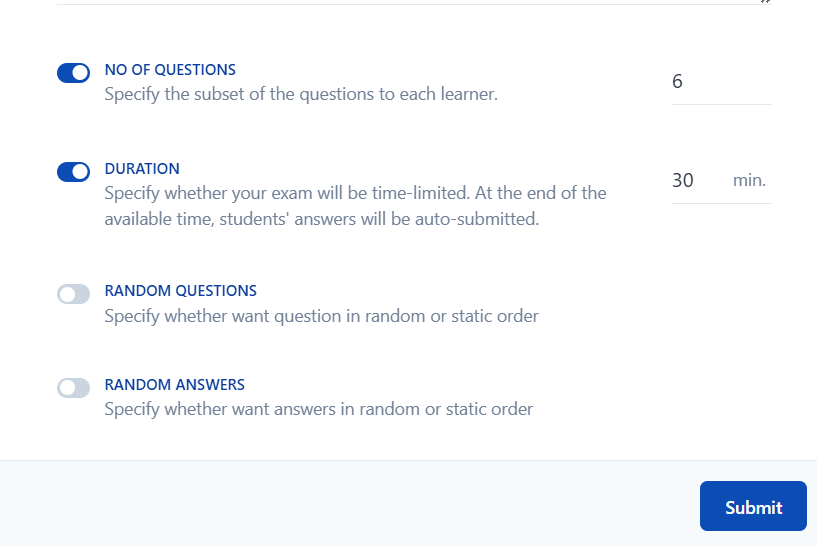 NO OF QUESTIONS
Specify the subset of the questions to each learner.
6
DURATION
Specify whether your exam will be time-limited. At the end of the
available time, students' answers will be auto-submitted.
30 min.
RANDOM QUESTIONS
Specify whether want question in random or static order
RANDOM ANSWERS
Specify whether want answers in random or static order
Submit